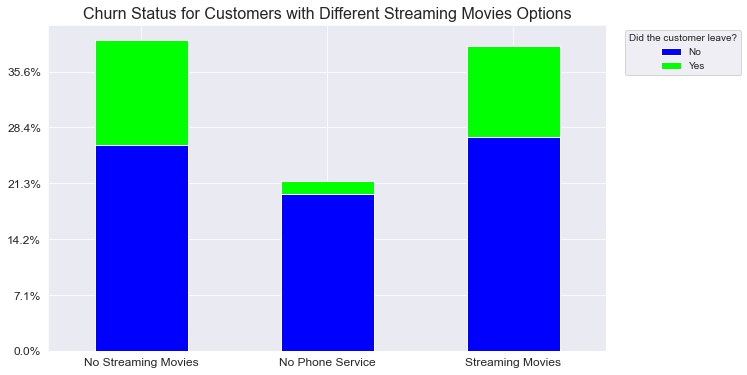 Churn Status for Customers with Different Streaming Movies Options
Did the customer leave?
No
Yes
35.6%
28.4%
21.3%
14.2%
7.1%
0.0%
No Streaming Movies
No Phone Service
Streaming Movies